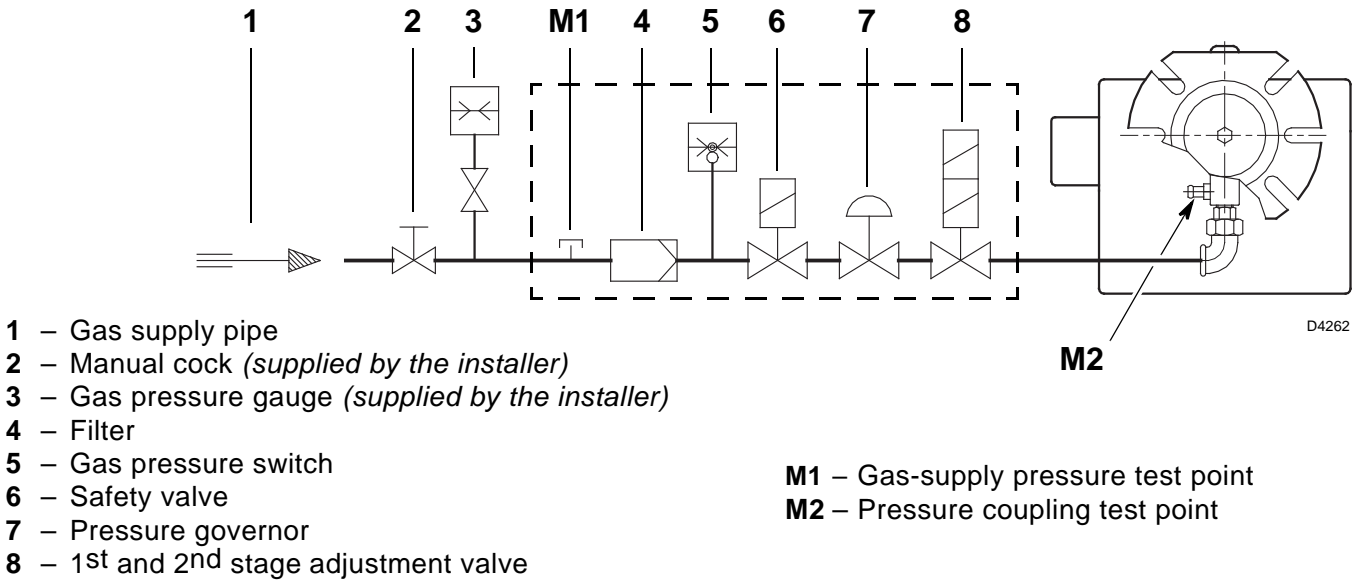 1 2 3 M1 4 5 6 7 8
D4262
M2
1 – Gas supply pipe
2 – Manual cock (supplied by the installer)
3 – Gas pressure gauge (supplied by the installer)
4 – Filter
5 – Gas pressure switch
6 – Safety valve
7 – Pressure governor
8 – 1st and 2nd stage adjustment valve
M1 – Gas-supply pressure test point
M2 – Pressure coupling test point